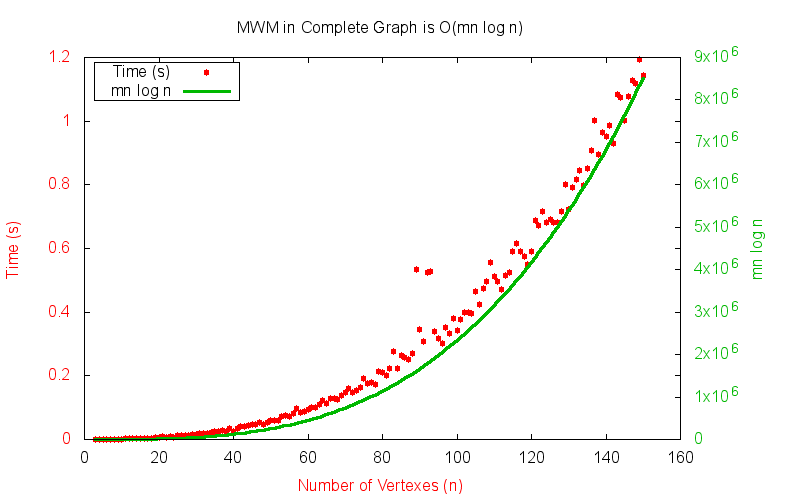 MWM in Complete Graph is O(mn log n)
Time (s)
mn log n
1.2
1
0.8
0.6
0.4
0.2
0
Time (s)
9x10^6
8x10^6
7x10^6
6x10^6
5x10^6
4x10^6
3x10^6
2x10^6
1x10^6
0
mn log n
0 20 40 60 80 100 120 140 160
Number of Vertexes (n)